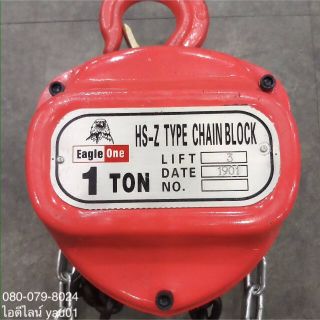 HS-Z TYPE CHAIN BLOCK
Eagle One
1 TON
LIFT 3
DATE 1901
NO.
080-079-8024
ไอดีไลน์ yau01